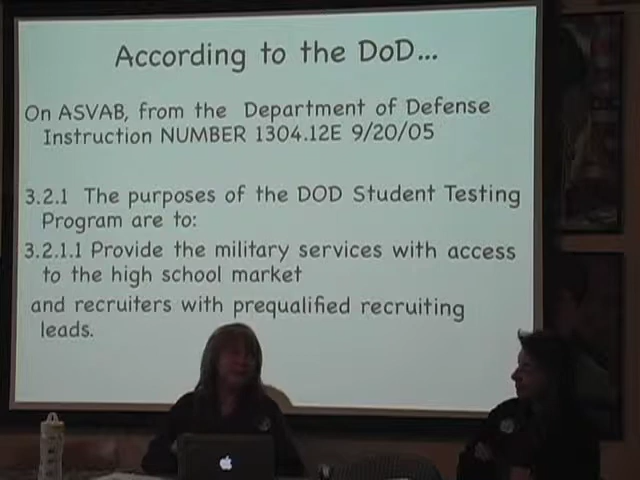 According to the DoD...
On ASVAB, from the Department of Defense
Instruction NUMBER 1304.12E 9/20/05
3.2.1 The purposes of the DOD Student Testing
Program are to:
3.2.1.1 Provide the military services with access
to the high school market
and recruiters with prequalified recruiting
leads.